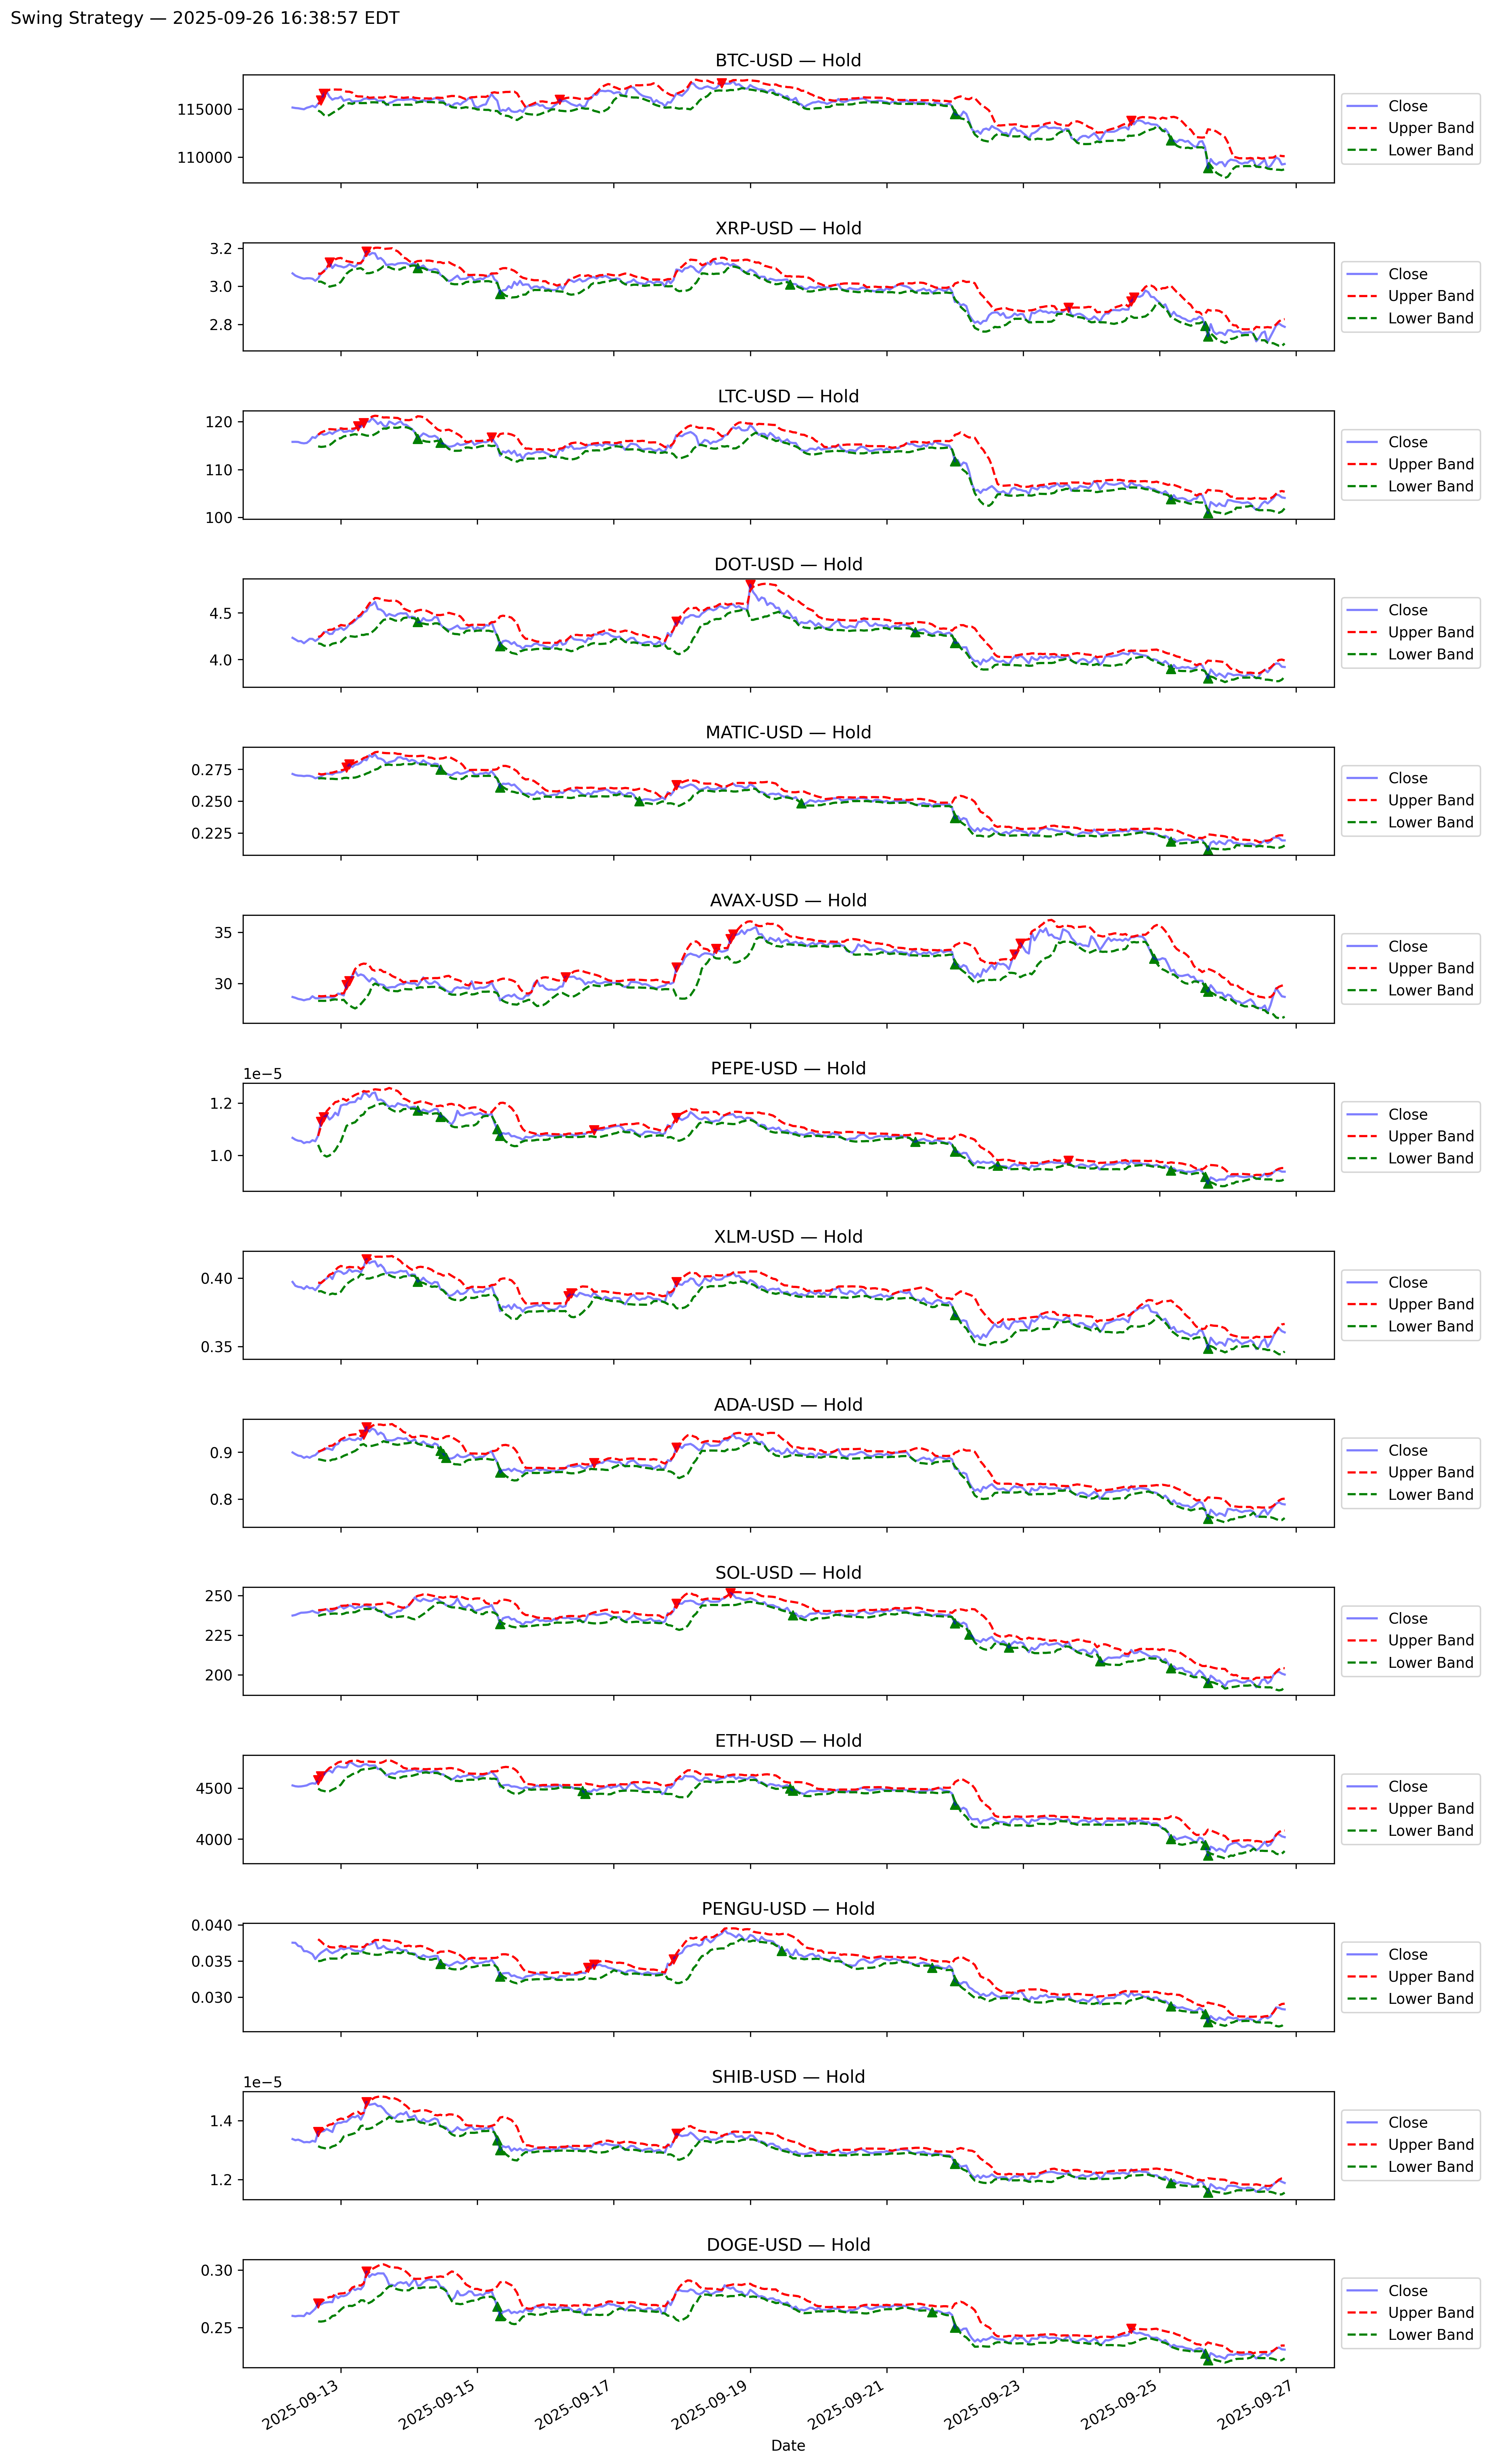 Swing Strategy — 2025-09-26 16:38:57 EDT
BTC-USD — Hold
115000
110000
Close
Upper Band
Lower Band
XRP-USD — Hold
3.2
3.0
2.8
Close
Upper Band
Lower Band
LTC-USD — Hold
120
110
100
Close
Upper Band
Lower Band
DOT-USD — Hold
4.5
4.0
Close
Upper Band
Lower Band
MATIC-USD — Hold
0.275
0.250
0.225
Close
Upper Band
Lower Band
AVAX-USD — Hold
35
30
Close
Upper Band
Lower Band
PEPE-USD — Hold
1e−5
1.2
1.0
Close
Upper Band
Lower Band
XLM-USD — Hold
0.40
0.35
Close
Upper Band
Lower Band
ADA-USD — Hold
0.9
0.8
Close
Upper Band
Lower Band
SOL-USD — Hold
250
225
200
Close
Upper Band
Lower Band
ETH-USD — Hold
4500
4000
Close
Upper Band
Lower Band
PENGU-USD — Hold
0.040
0.035
0.030
Close
Upper Band
Lower Band
SHIB-USD — Hold
1e−5
1.4
1.2
Close
Upper Band
Lower Band
DOGE-USD — Hold
0.30
0.25
Close
Upper Band
Lower Band
2025-09-13
2025-09-15
2025-09-17
2025-09-19
2025-09-21
2025-09-23
2025-09-25
2025-09-27
Date